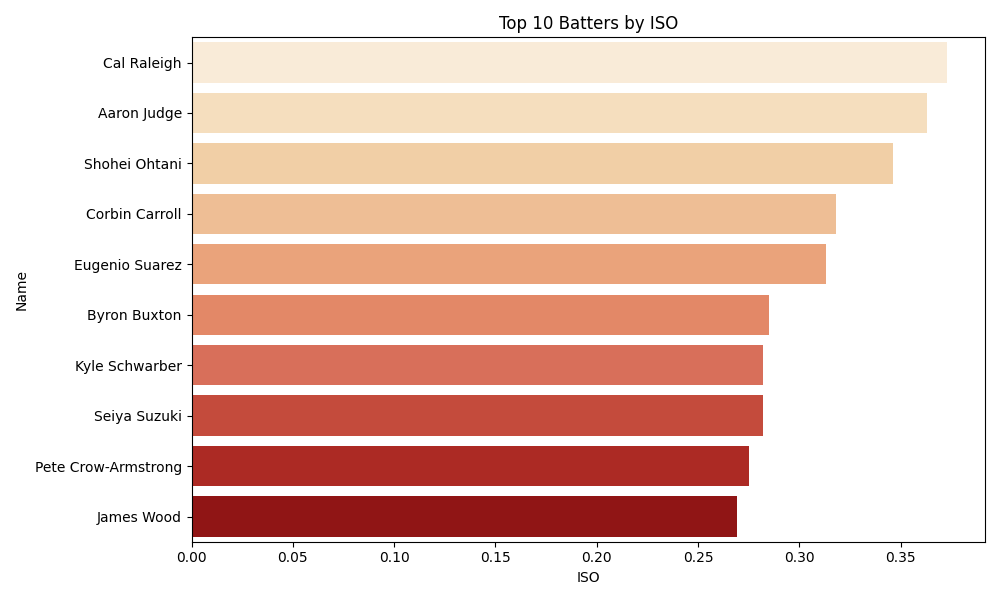 Top 10 Batters by ISO
Name
Cal Raleigh
Aaron Judge
Shohei Ohtani
Corbin Carroll
Eugenio Suarez
Byron Buxton
Kyle Schwarber
Seiya Suzuki
Pete Crow-Armstrong
James Wood
0.00 0.05 0.10 0.15 0.20 0.25 0.30 0.35
ISO